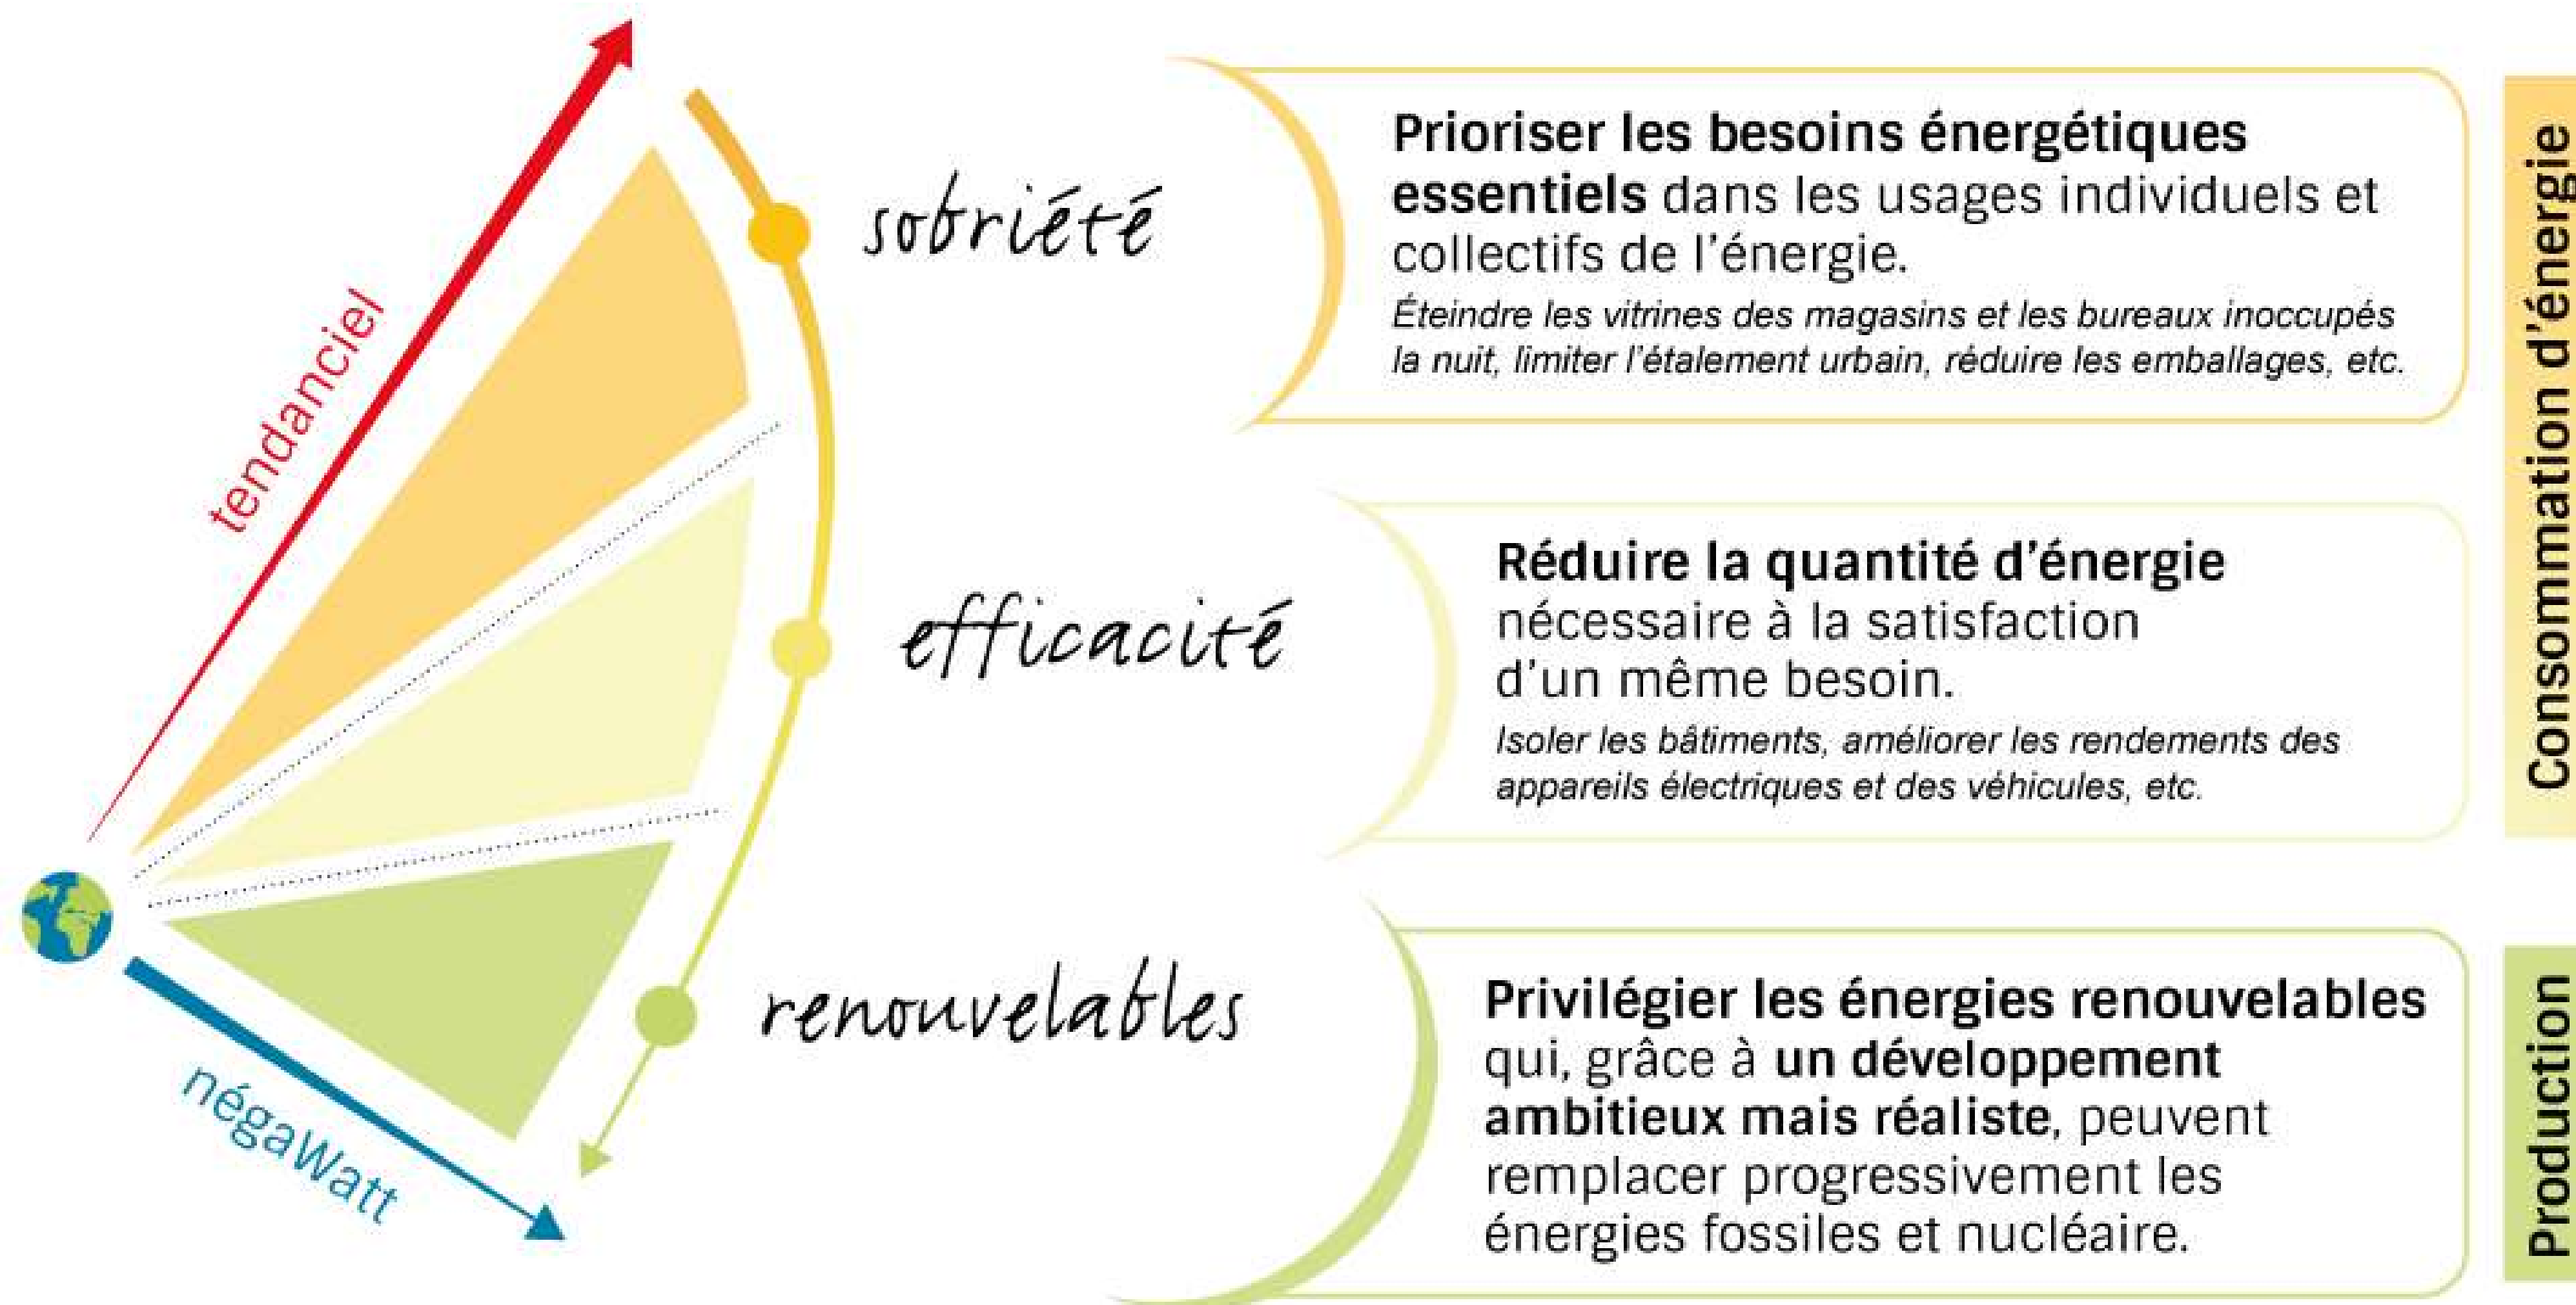 tendanciel
sobriété
Prioriser les besoins énergétiques
essentiels dans les usages individuels et
collectifs de l'énergie.
Éteindre les vitrines des magasins et les bureaux inoccupés
la nuit, limiter l'étalement urbain, réduire les emballages, etc.
efficacité
Réduire la quantité d'énergie
nécessaire à la satisfaction
d'un même besoin.
Isoler les bâtiments, améliorer les rendements des
appareils électriques et des véhicules, etc.
Consommation d'énergie
négaWatt
renouvelables
Privilégier les énergies renouvelables
qui, grâce à un développement
ambitieux mais réaliste, peuvent
remplacer progressivement les
énergies fossiles et nucléaire.
Production